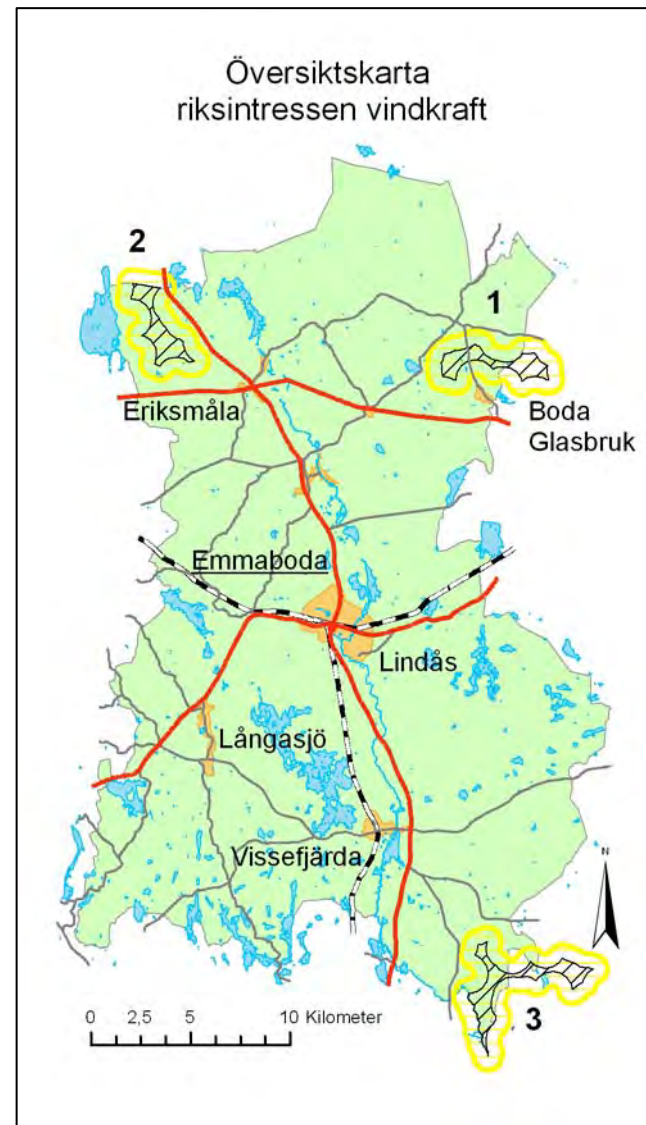 Översiktskarta
riksintressen vindkraft
2
1
Eriksmåla
Boda
Glasbruk
Emmaboda
Lindås
Långasjö
Vissefjärda
N
0 2,5 5 10 Kilometer
3